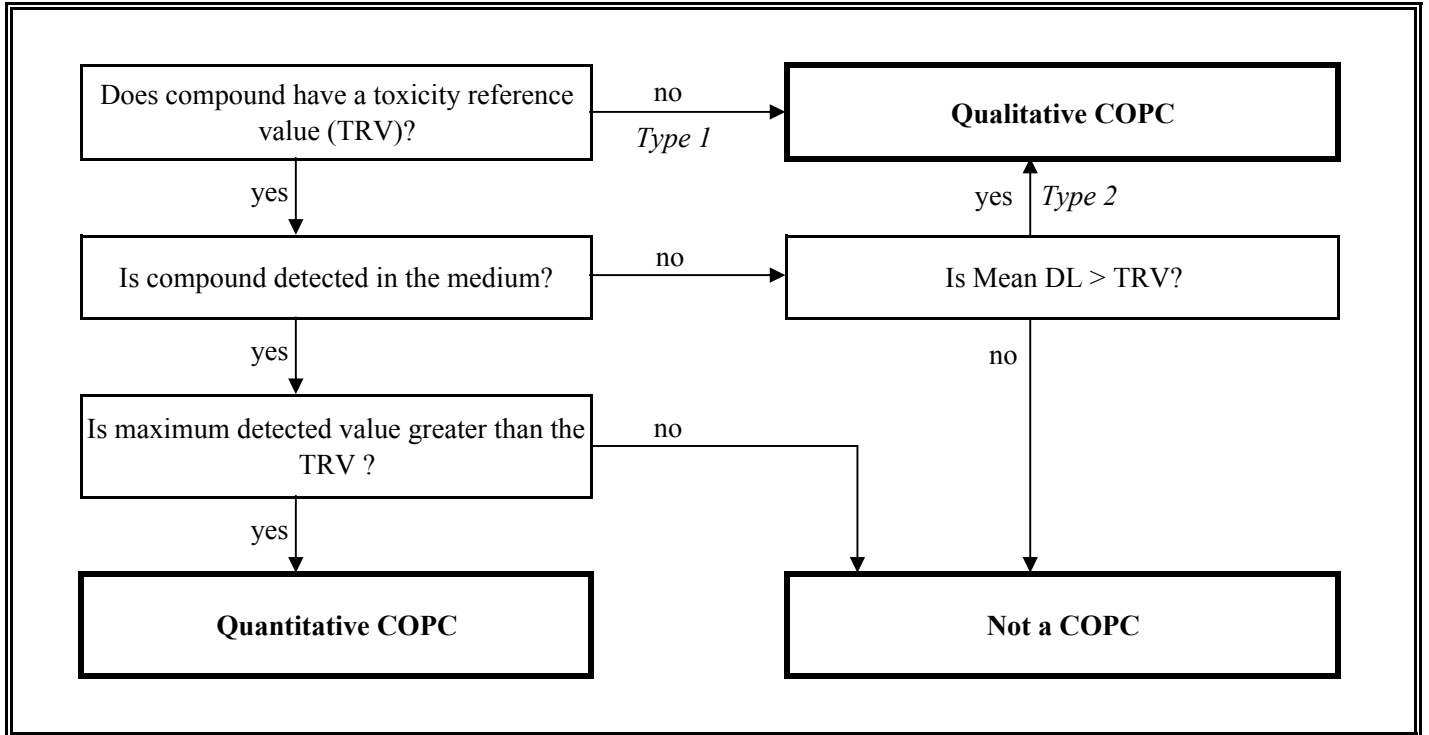 Does compound have a toxicity reference
value (TRV)?
no
Type 1
Qualitative COPC
yes
yes
Type 2
Is compound detected in the medium?
no
Is Mean DL > TRV?
yes
no
Is maximum detected value greater than the
TRV ?
no
yes
Quantitative COPC
Not a COPC